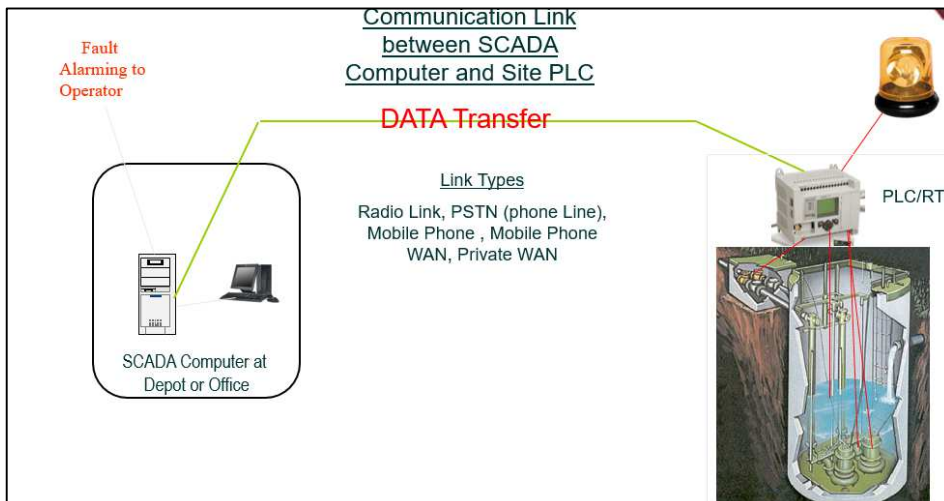 Communication Link
between SCADA
Computer and Site PLC
Fault
Alarming to
Operator
DATA Transfer
Link Types
Radio Link, PSTN (phone Line),
Mobile Phone , Mobile Phone
WAN, Private WAN
PLC/RT
SCADA Computer at
Depot or Office